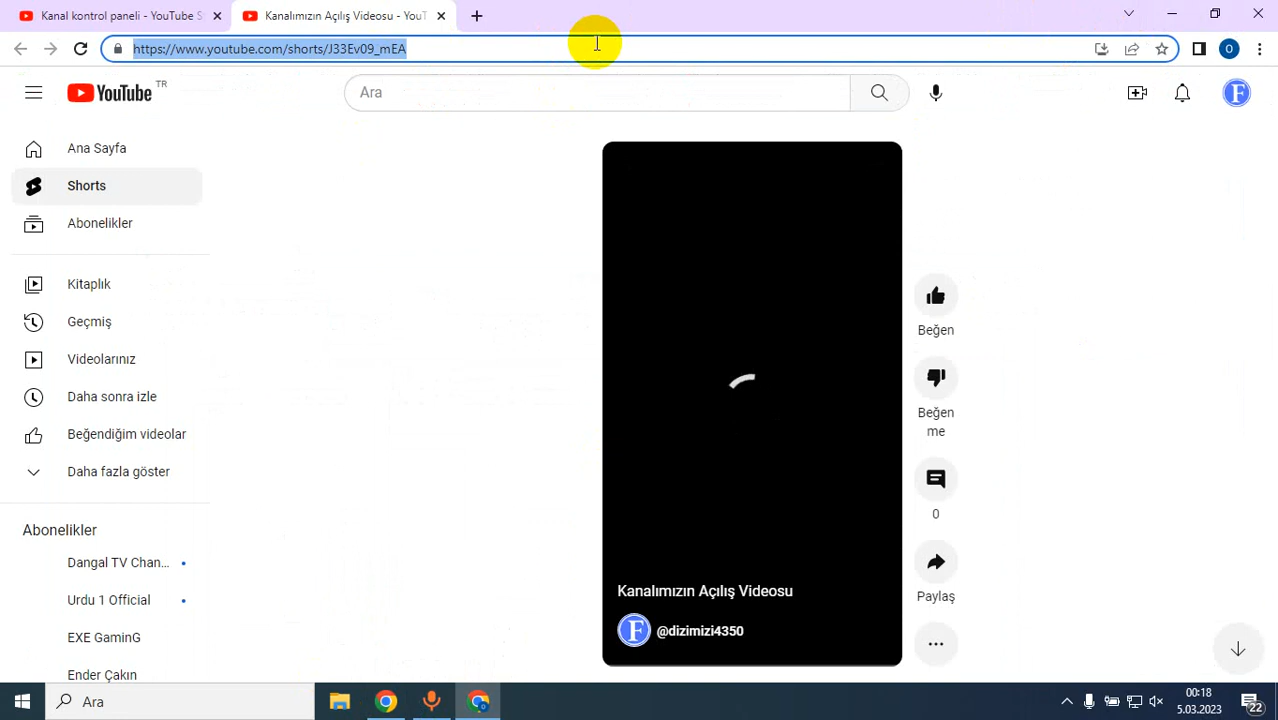 Kanal kontrol paneli - YouTube S
Kanalımızın Açılış Videosu - YouT
https://www.youtube.com/shorts/J33Ev09_mEA
O
YouTube TR
Ara
F
Ana Sayfa
Shorts
Abonelikler
Kitaplık
Geçmiş
Videolarınız
Daha sonra izle
Beğendiğim videolar
Daha fazla göster
Abonelikler
Dangal TV Chan...
Urdu 1 Official
EXE GaminG
Ender Çakın
Beğen
Beğen
me
0
Paylaş
Kanalımızın Açılış Videosu
F @dizimizi4350
Ara
00:18
5.03.2023
22